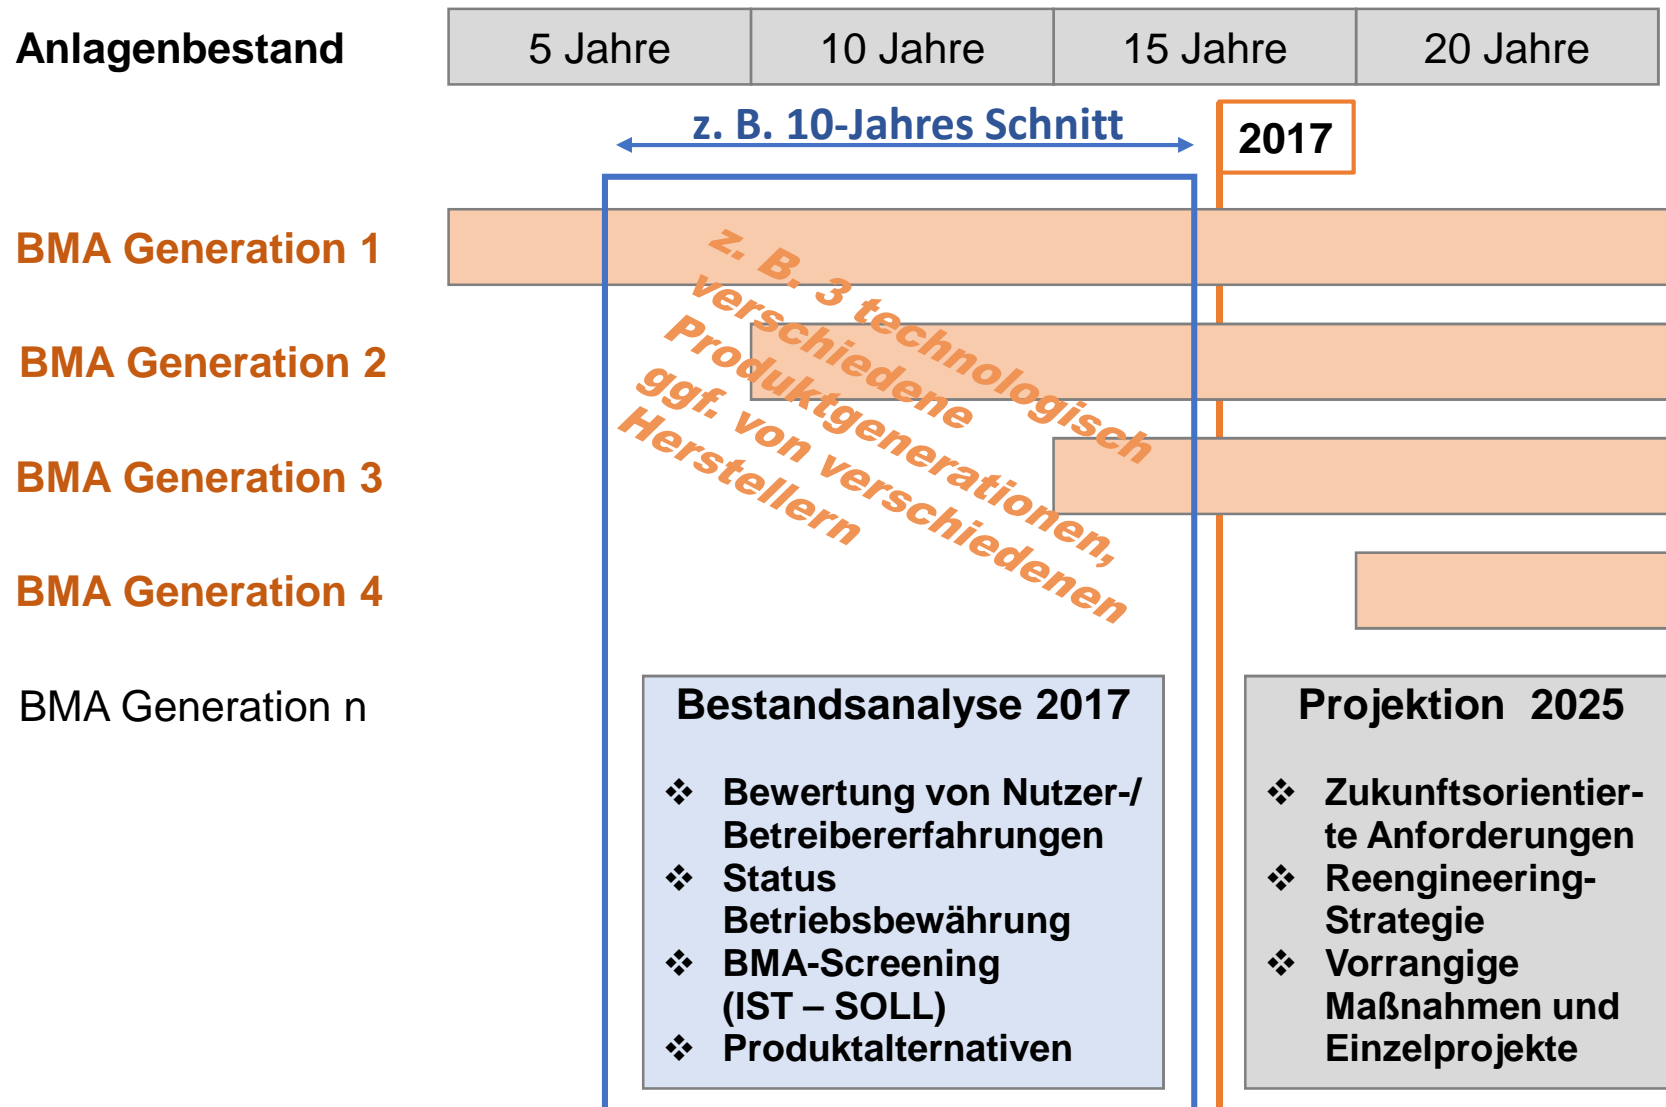 Anlagenbestand
5 Jahre
10 Jahre
15 Jahre
20 Jahre
z. B. 10-Jahres Schnitt
2017
BMA Generation 1
BMA Generation 2
BMA Generation 3
BMA Generation 4
BMA Generation n
z. B. 3 technologisch
verschiedene
Produktgenerationen,
ggf. von verschiedenen
Herstellern
Bestandsanalyse 2017
❖ Bewertung von Nutzer-/
Betreibererfahrungen
❖ Status
Betriebsbewährung
❖ BMA-Screening
(IST – SOLL)
❖ Produktalternativen
Projektion 2025
❖ Zukunftsorientier-
te Anforderungen
❖ Reengineering-
Strategie
❖ Vorrangige
Maßnahmen und
Einzelprojekte